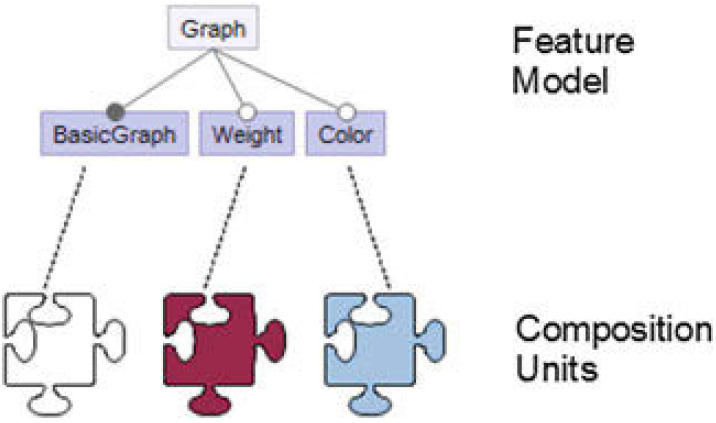 Graph
Feature
Model
BasicGraph
Weight
Color
Composition
Units